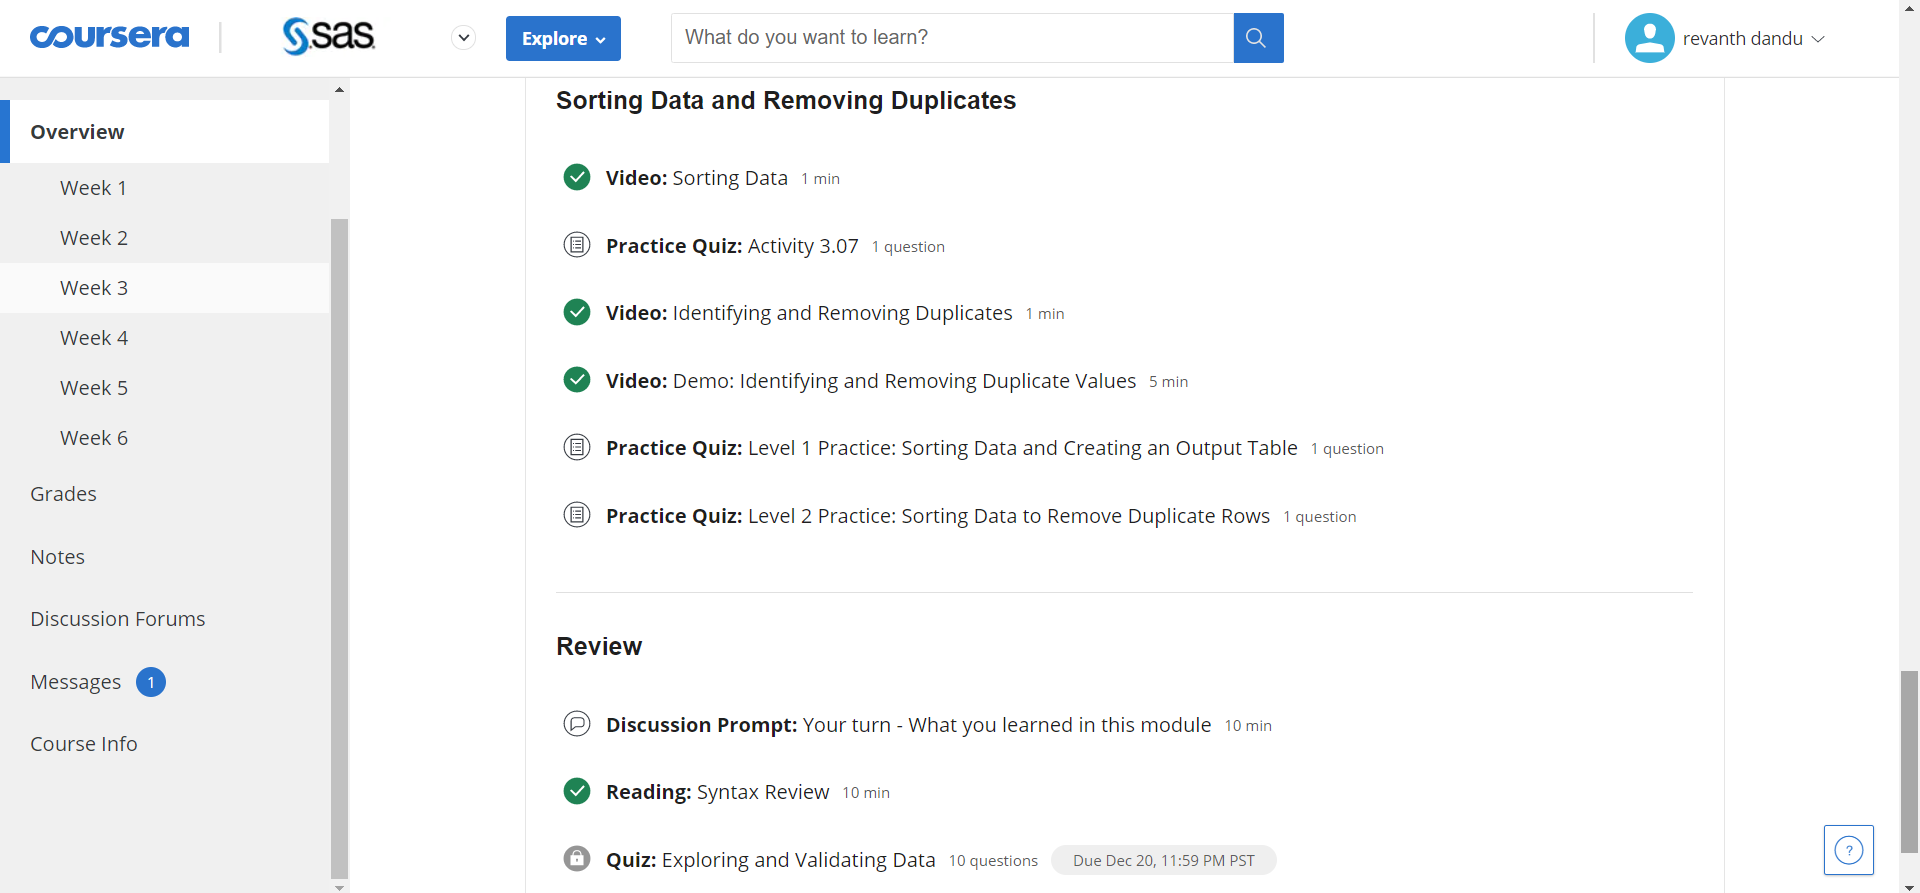 coursera
sas
Explore
What do you want to learn?
revanth dandu
Overview
Week 1
Week 2
Week 3
Week 4
Week 5
Week 6
Grades
Notes
Discussion Forums
Messages 1
Course Info
Sorting Data and Removing Duplicates
Video: Sorting Data 1 min
Practice Quiz: Activity 3.07 1 question
Video: Identifying and Removing Duplicates 1 min
Video: Demo: Identifying and Removing Duplicate Values 5 min
Practice Quiz: Level 1 Practice: Sorting Data and Creating an Output Table 1 question
Practice Quiz: Level 2 Practice: Sorting Data to Remove Duplicate Rows 1 question
Review
Discussion Prompt: Your turn - What you learned in this module 10 min
Reading: Syntax Review 10 min
Quiz: Exploring and Validating Data 10 questions Due Dec 20, 11:59 PM PST
?